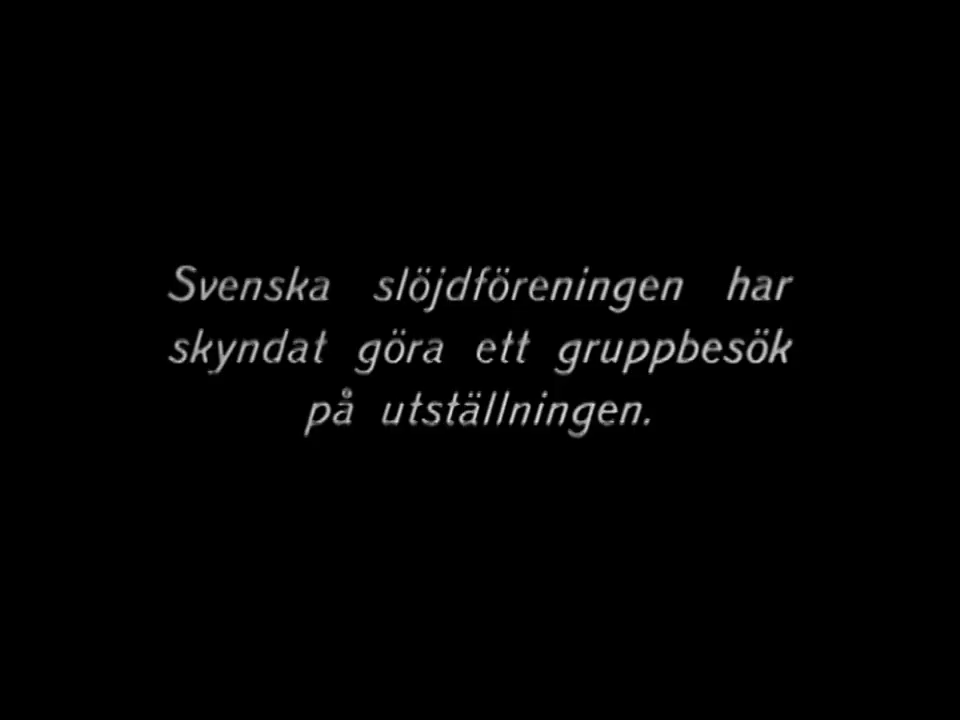 Svenska slöjdföreningen har
skyndat göra ett gruppbesök
på utställningen.